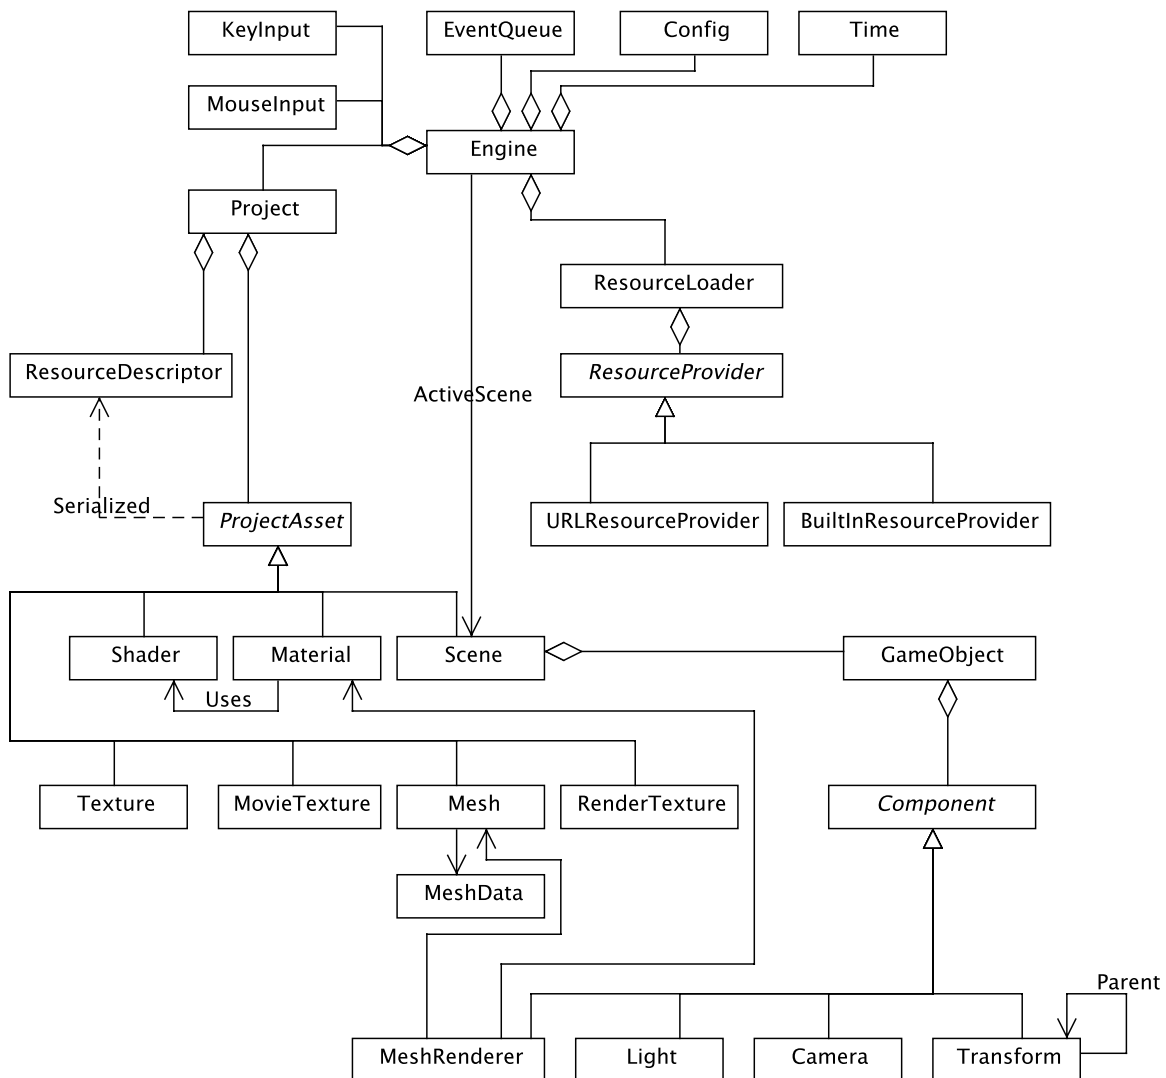 KeyInput
EventQueue
Config
Time
MouseInput
Engine
Project
ResourceLoader
ResourceDescriptor
ResourceProvider
ActiveScene
Serialized
ProjectAsset
URLResourceProvider
BuiltInResourceProvider
Shader
Material
Scene
GameObject
Uses
Texture
MovieTexture
Mesh
RenderTexture
Component
MeshData
Parent
MeshRenderer
Light
Camera
Transform